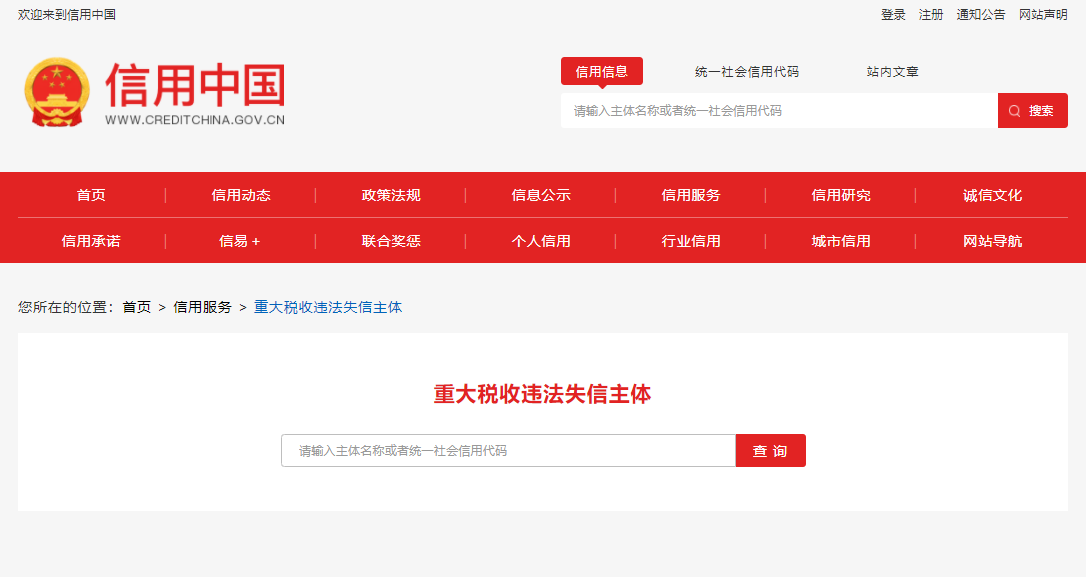 欢迎来到信用中国 登录 注册 通知公告 网站声明
信用中国
WWW.CREDITCHINA.GOV.CN
信用信息 统一社会信用代码 站内文章
请输入主体名称或者统一社会信用代码 搜索
首页 信用动态 政策法规 信息公示 信用服务 信用研究 诚信文化
信用承诺 信易 + 联合奖惩 个人信用 行业信用 城市信用 网站导航
您所在的位置: 首页 > 信用服务 > 重大税收违法失信主体
重大税收违法失信主体
请输入主体名称或者统一社会信用代码 查 询